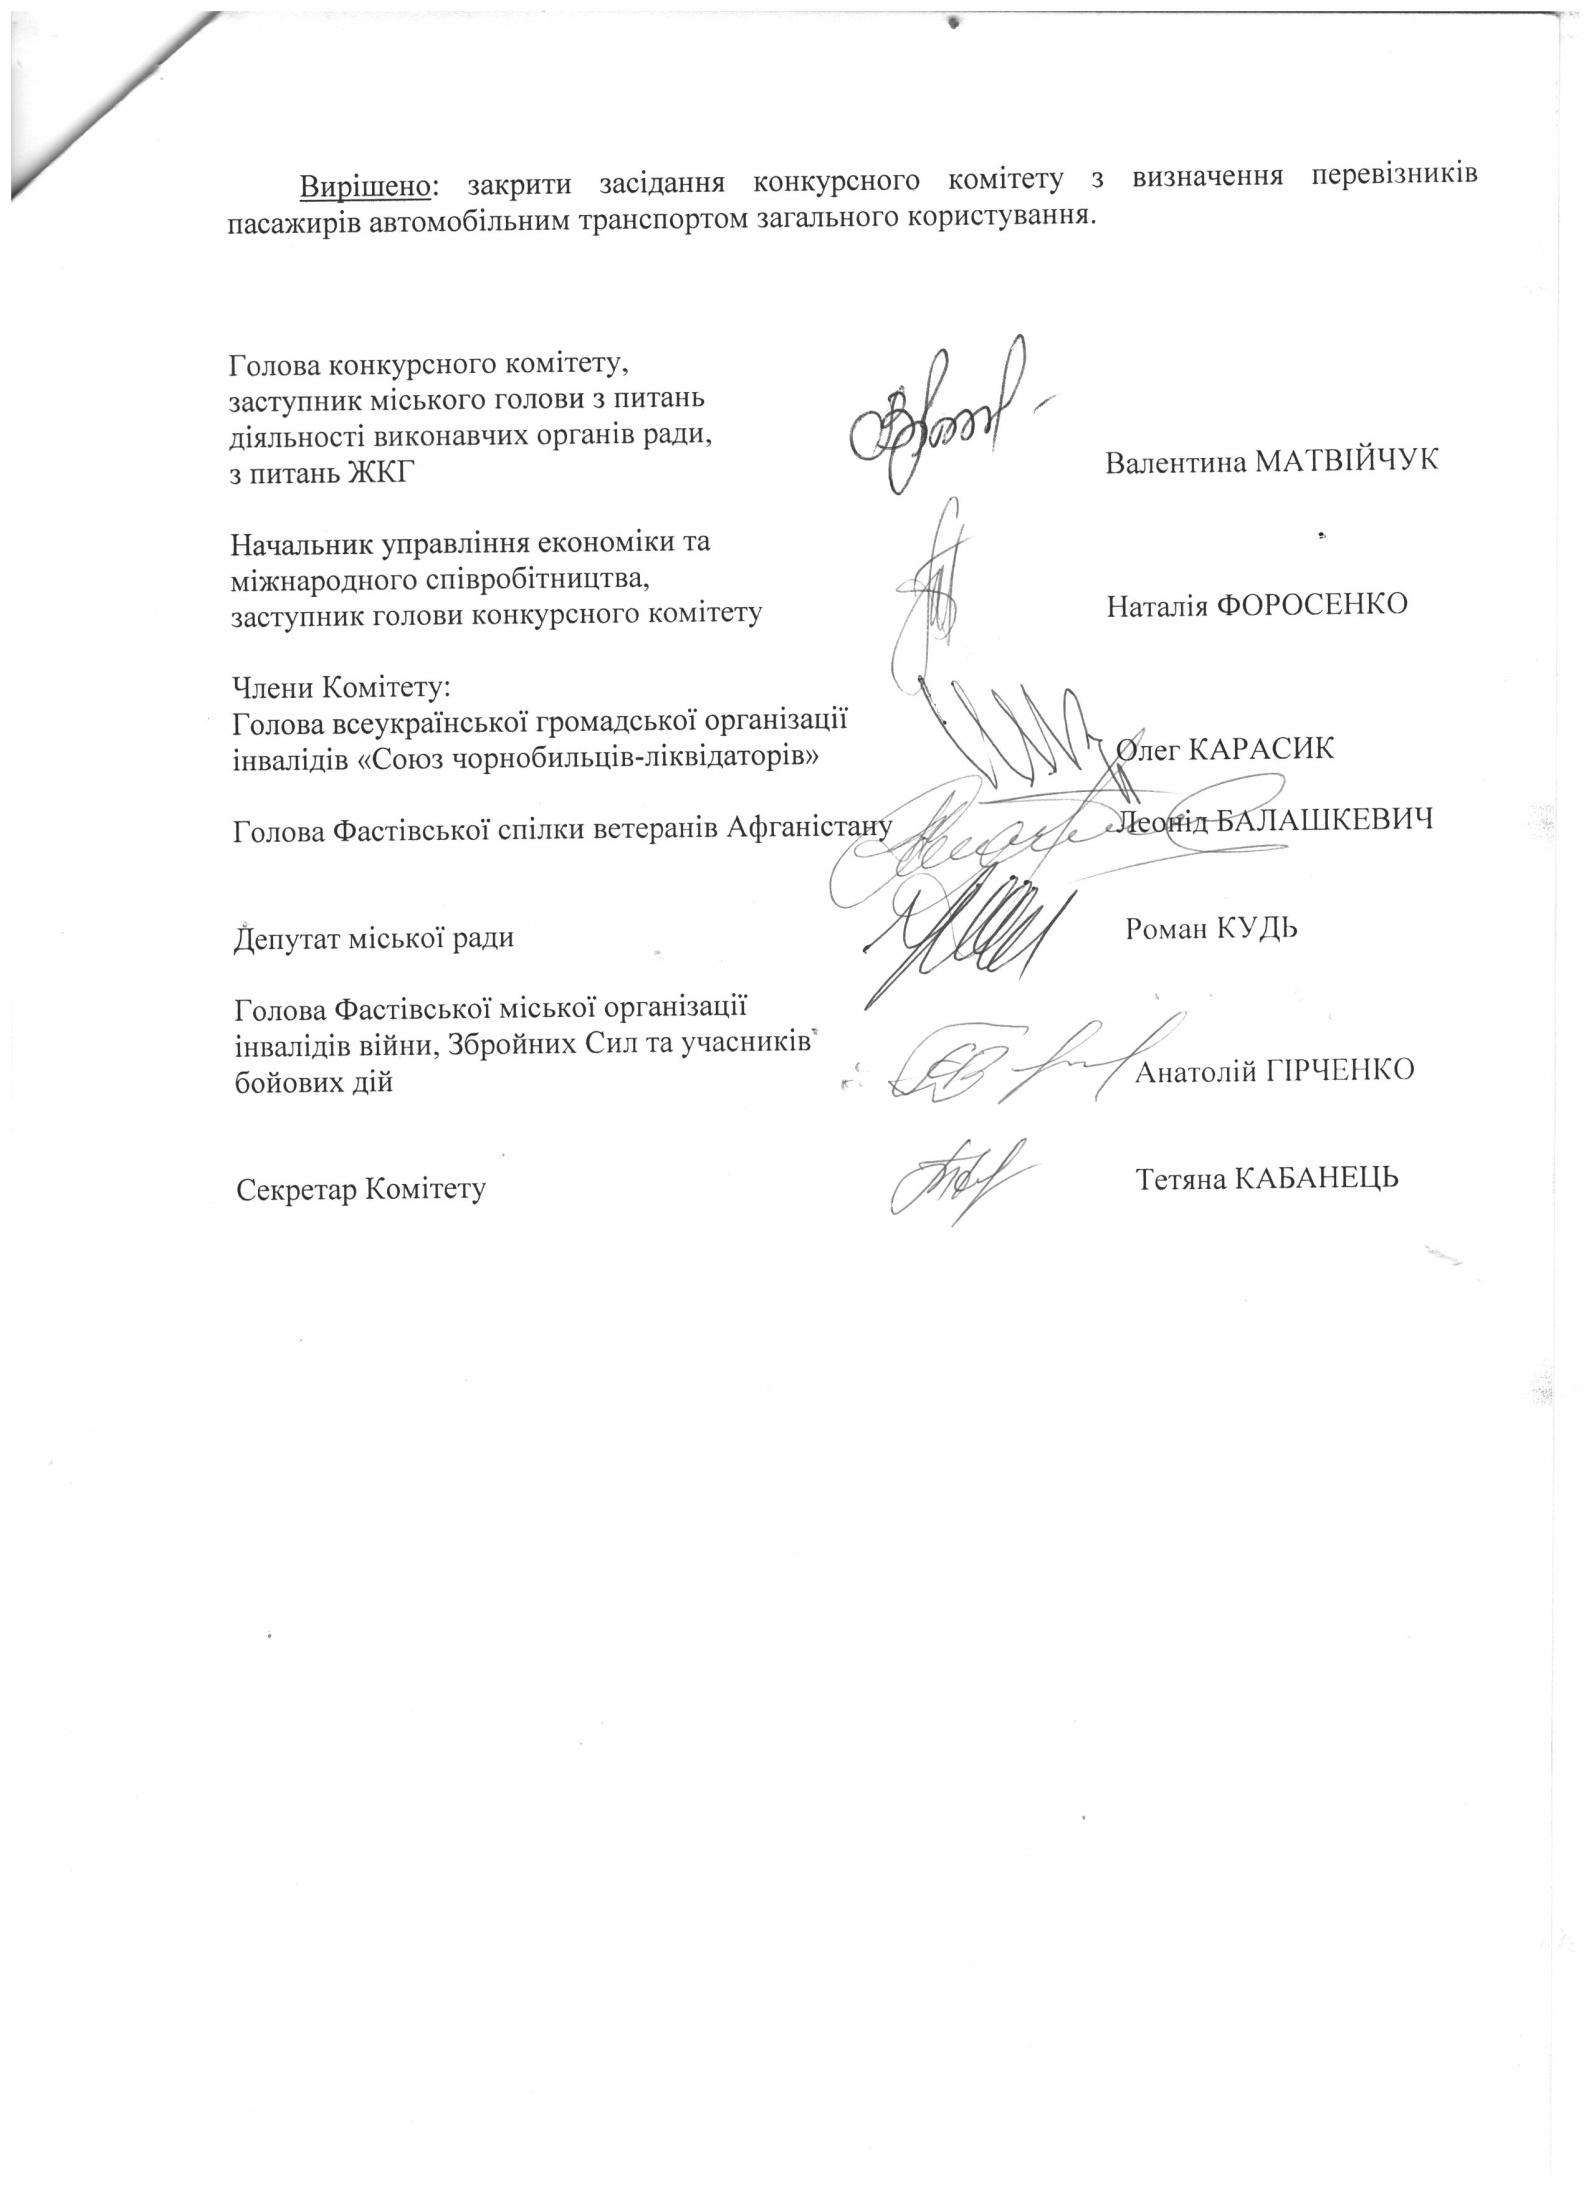 Вирішено: закрити засідання конкурсного комітету з визначення перевізників
пасажирів автомобільним транспортом загального користування.
Голова конкурсного комітету,
заступник міського голови з питань
діяльності виконавчих органів ради,
з питань ЖКГ Валентина МАТВІЙЧУК
Начальник управління економіки та
міжнародного співробітництва,
заступник голови конкурсного комітету Наталія ФОРОСЕНКО
Члени Комітету:
Голова всеукраїнської громадської організації
інвалідів «Союз чорнобильців-ліквідаторів» Олег КАРАСИК
Голова Фастівської спілки ветеранів Афганістану Леонід БАЛАШКЕВИЧ
Депутат міської ради Роман КУДЬ
Голова Фастівської міської організації
інвалідів війни, Збройних Сил та учасників
бойових дій Анатолій ГІРЧЕНКО
Секретар Комітету Тетяна КАБАНЕЦЬ